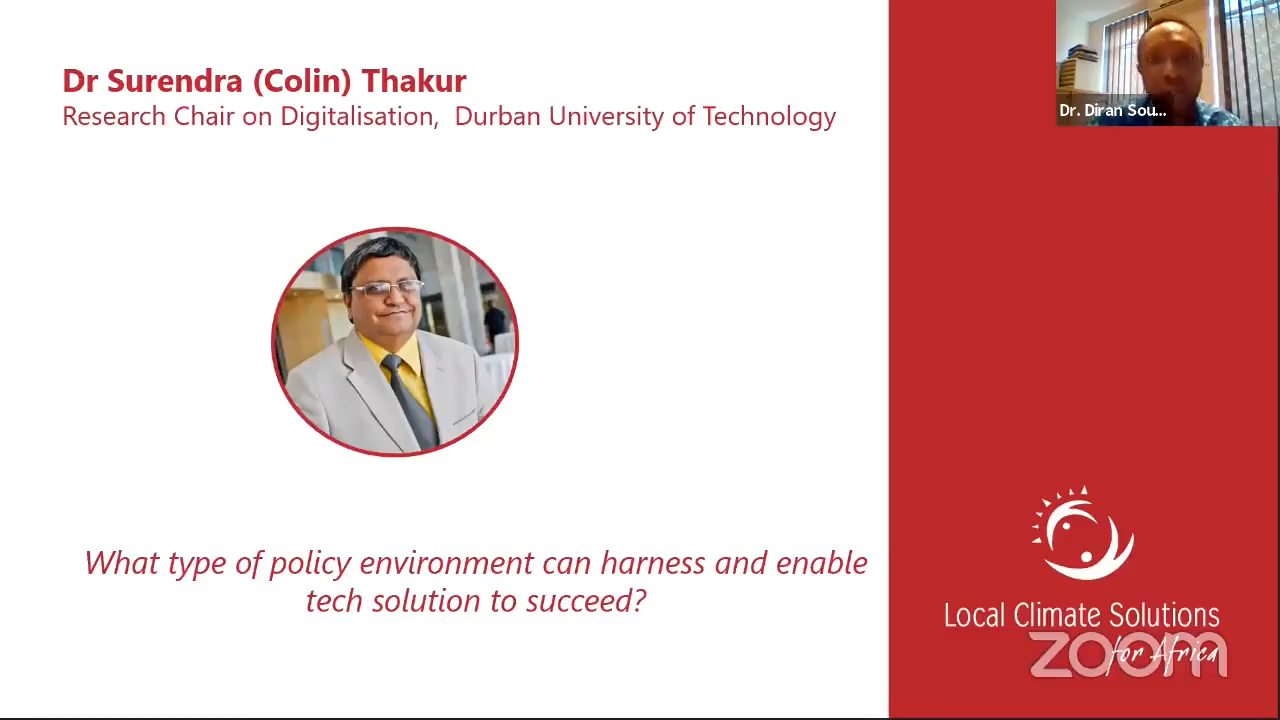 Dr Surendra (Colin) Thakur
Research Chair on Digitalisation, Durban University of Technology
Dr. Diran Sou...
What type of policy environment can harness and enable
tech solution to succeed?
Local Climate Solutions
for Africa
zoom